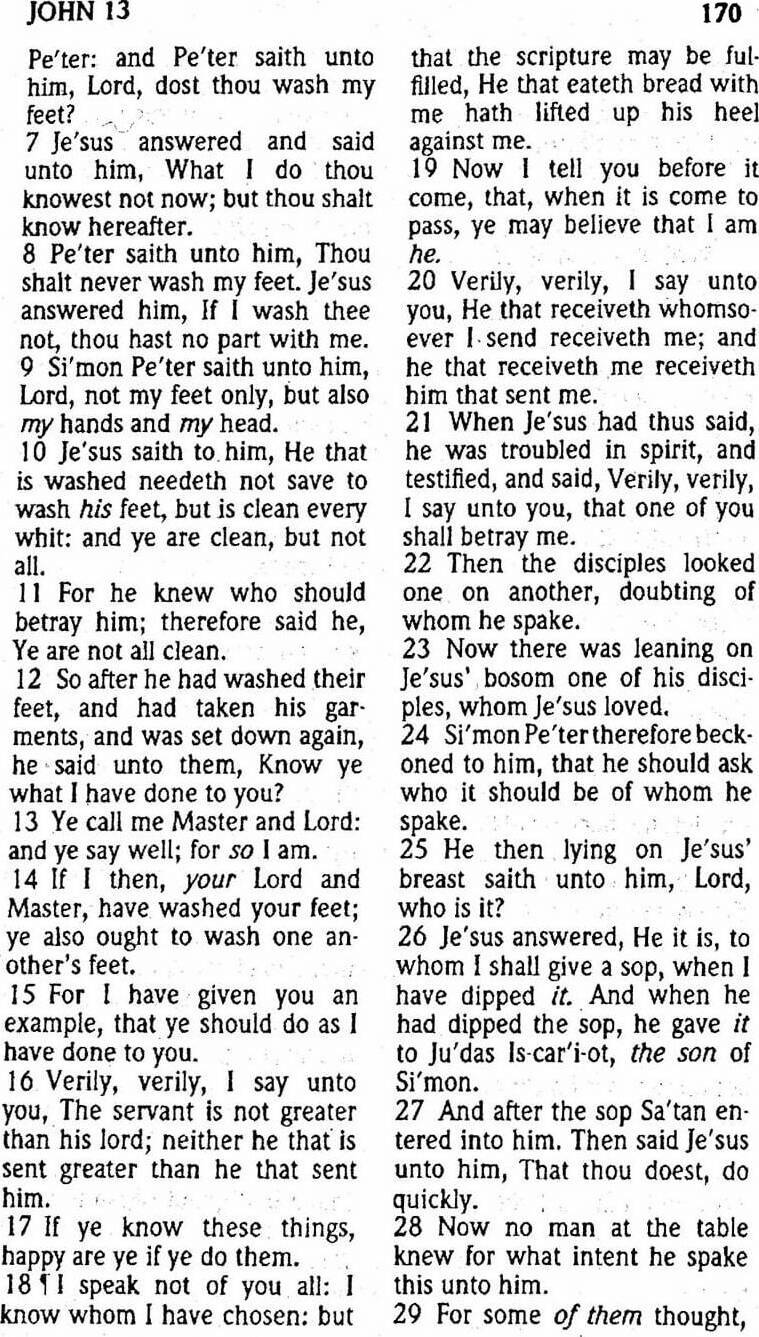 JOHN 13
170
Pe'ter: and Pe'ter saith unto
him, Lord, dost thou wash my
feet?
7 Je'sus answered and said
unto him, What I do thou
knowest not now; but thou shalt
know hereafter.
8 Pe'ter saith unto him, Thou
shalt never wash my feet. Je'sus
answered him, If I wash thee
not, thou hast no part with me.
9 Si'mon Pe'ter saith unto him,
Lord, not my feet only, but also
my hands and my head.
10 Je'sus saith to him, He that
is washed needeth not save to
wash his feet, but is clean every
whit: and ye are clean, but not
all.
11 For he knew who should
betray him; therefore said he,
Ye are not all clean.
12 So after he had washed their
feet, and had taken his gar-
ments, and was set down again,
he said unto them, Know ye
what I have done to you?
13 Ye call me Master and Lord:
and ye say well; for so I am.
14 If I then, your Lord and
Master, have washed your feet;
ye also ought to wash one an-
other's feet.
15 For I have given you an
example, that ye should do as I
have done to you.
16 Verily, verily, I say unto
you, The servant is not greater
than his lord; neither he that is
sent greater than he that sent
him.
17 If ye know these things,
happy are ye if ye do them.
18 ¶ I speak not of you all: I
know whom I have chosen: but
that the scripture may be ful-
filled, He that eateth bread with
me hath lifted up his heel
against me.
19 Now I tell you before it
come, that, when it is come to
pass, ye may believe that I am
he.
20 Verily, verily, I say unto
you, He that receiveth whomso-
ever I send receiveth me; and
he that receiveth me receiveth
him that sent me.
21 When Je'sus had thus said,
he was troubled in spirit, and
testified, and said, Verily, verily,
I say unto you, that one of you
shall betray me.
22 Then the disciples looked
one on another, doubting of
whom he spake.
23 Now there was leaning on
Je'sus' bosom one of his disci-
ples, whom Je'sus loved.
24 Si'mon Pe'ter therefore beck-
oned to him, that he should ask
who it should be of whom he
spake.
25 He then lying on Je'sus'
breast saith unto him, Lord,
who is it?
26 Je'sus answered, He it is, to
whom I shall give a sop, when I
have dipped it. And when he
had dipped the sop, he gave it
to Ju'das Is-car'i-ot, the son of
Si'mon.
27 And after the sop Sa'tan en-
tered into him. Then said Je'sus
unto him, That thou doest, do
quickly.
28 Now no man at the table
knew for what intent he spake
this unto him.
29 For some of them thought,